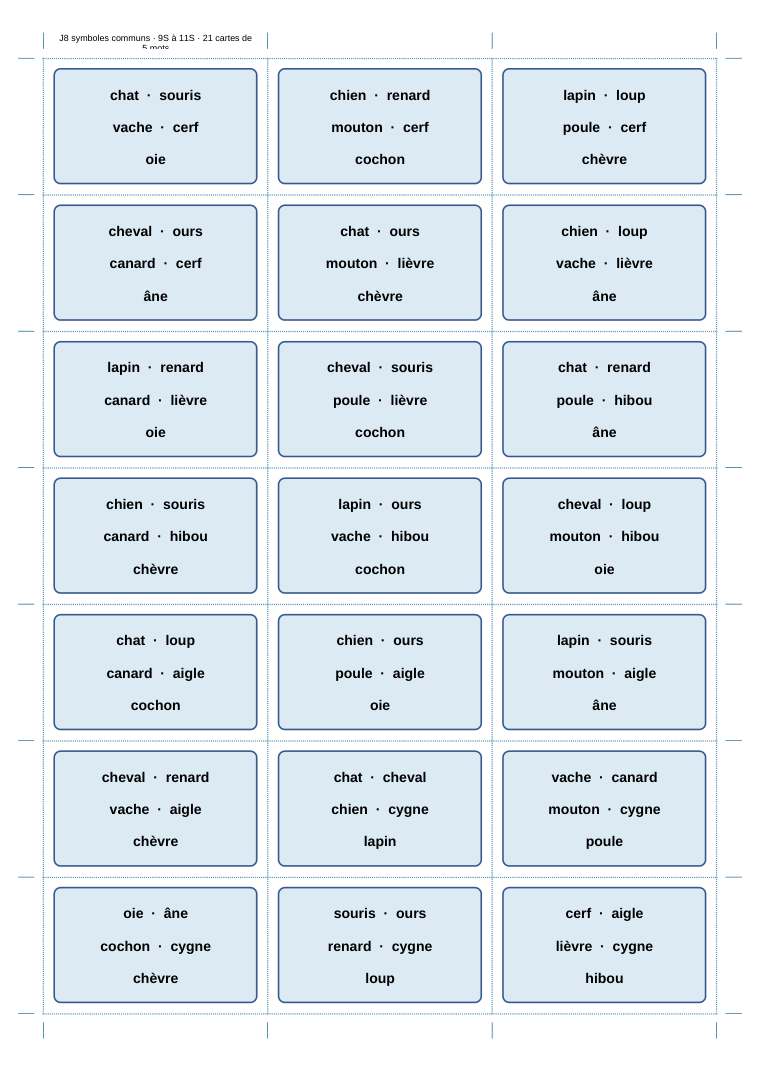 J8 symboles communs · 9S à 11S · 21 cartes de
5 mots
chat · souris
vache · cerf
oie
chien · renard
mouton · cerf
cochon
lapin · loup
poule · cerf
chèvre
cheval · ours
canard · cerf
âne
chat · ours
mouton · lièvre
chèvre
chien · loup
vache · lièvre
âne
lapin · renard
canard · lièvre
oie
cheval · souris
poule · lièvre
cochon
chat · renard
poule · hibou
âne
chien · souris
canard · hibou
chèvre
lapin · ours
vache · hibou
cochon
cheval · loup
mouton · hibou
oie
chat · loup
canard · aigle
cochon
chien · ours
poule · aigle
oie
lapin · souris
mouton · aigle
âne
cheval · renard
vache · aigle
chèvre
chat · cheval
chien · cygne
lapin
vache · canard
mouton · cygne
poule
oie · âne
cochon · cygne
chèvre
souris · ours
renard · cygne
loup
cerf · aigle
lièvre · cygne
hibou